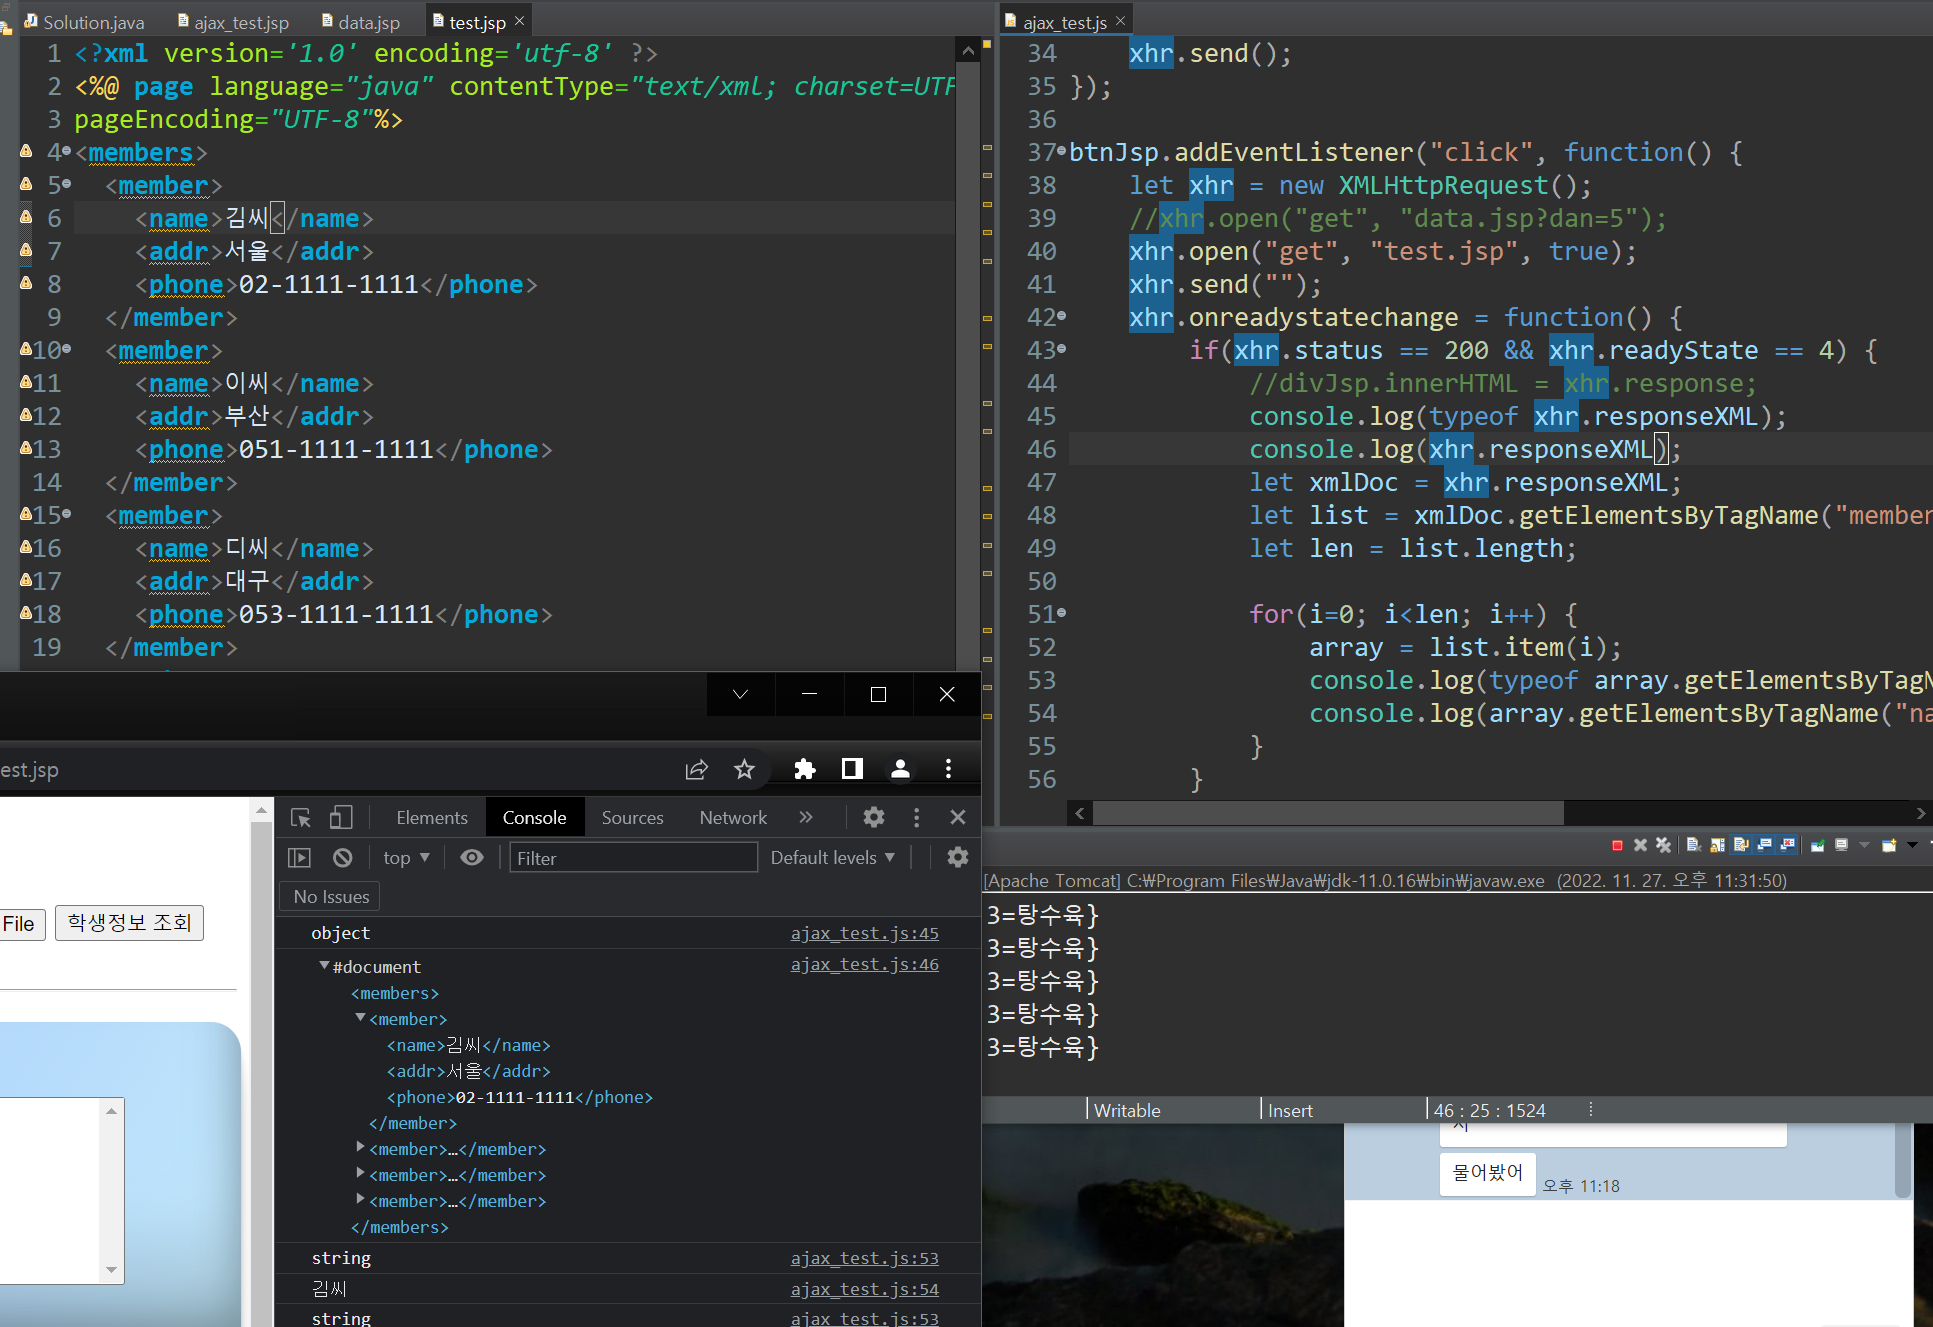 Solution.java
ajax_test.jsp
data.jsp
test.jsp
1 <?xml version='1.0' encoding='utf-8' ?>
2 <%@ page language="java" contentType="text/xml; charset=UTF
3 pageEncoding="UTF-8"%>
4 <members>
5 <member>
6 <name>김씨</name>
7 <addr>서울</addr>
8 <phone>02-1111-1111</phone>
9 </member>
10 <member>
11 <name>이씨</name>
12 <addr>부산</addr>
13 <phone>051-1111-1111</phone>
14 </member>
15 <member>
16 <name>디씨</name>
17 <addr>대구</addr>
18 <phone>053-1111-1111</phone>
19 </member>
ajax_test.js
34 xhr.send();
35 });
36
37 btnJsp.addEventListener("click", function() {
38 let xhr = new XMLHttpRequest();
39 //xhr.open("get", "data.jsp?dan=5");
40 xhr.open("get", "test.jsp", true);
41 xhr.send("");
42 xhr.onreadystatechange = function() {
43 if(xhr.status == 200 && xhr.readyState == 4) {
44 //divJsp.innerHTML = xhr.response;
45 console.log(typeof xhr.responseXML);
46 console.log(xhr.responseXML);
47 let xmlDoc = xhr.responseXML;
48 let list = xmlDoc.getElementsByTagName("member
49 let len = list.length;
50
51 for(i=0; i<len; i++) {
52 array = list.item(i);
53 console.log(typeof array.getElementsByTagN
54 console.log(array.getElementsByTagName("na
55 }
56 }
est.jsp
File
학생정보 조회
Elements
Console
Sources
Network
top
Filter
Default levels
No Issues
object ajax_test.js:45
#document ajax_test.js:46
<members>
<member>
<name>김씨</name>
<addr>서울</addr>
<phone>02-1111-1111</phone>
</member>
<member>…</member>
<member>…</member>
<member>…</member>
</members>
string ajax_test.js:53
김씨 ajax_test.js:54
string ajax_test.js:53
[Apache Tomcat] C:₩Program Files₩Java₩jdk-11.0.16₩bin₩javaw.exe (2022. 11. 27. 오후 11:31:50)
3=탕수육}
3=탕수육}
3=탕수육}
3=탕수육}
3=탕수육}
Writable
Insert
46 : 25 : 1524
물어봤어
오후 11:18